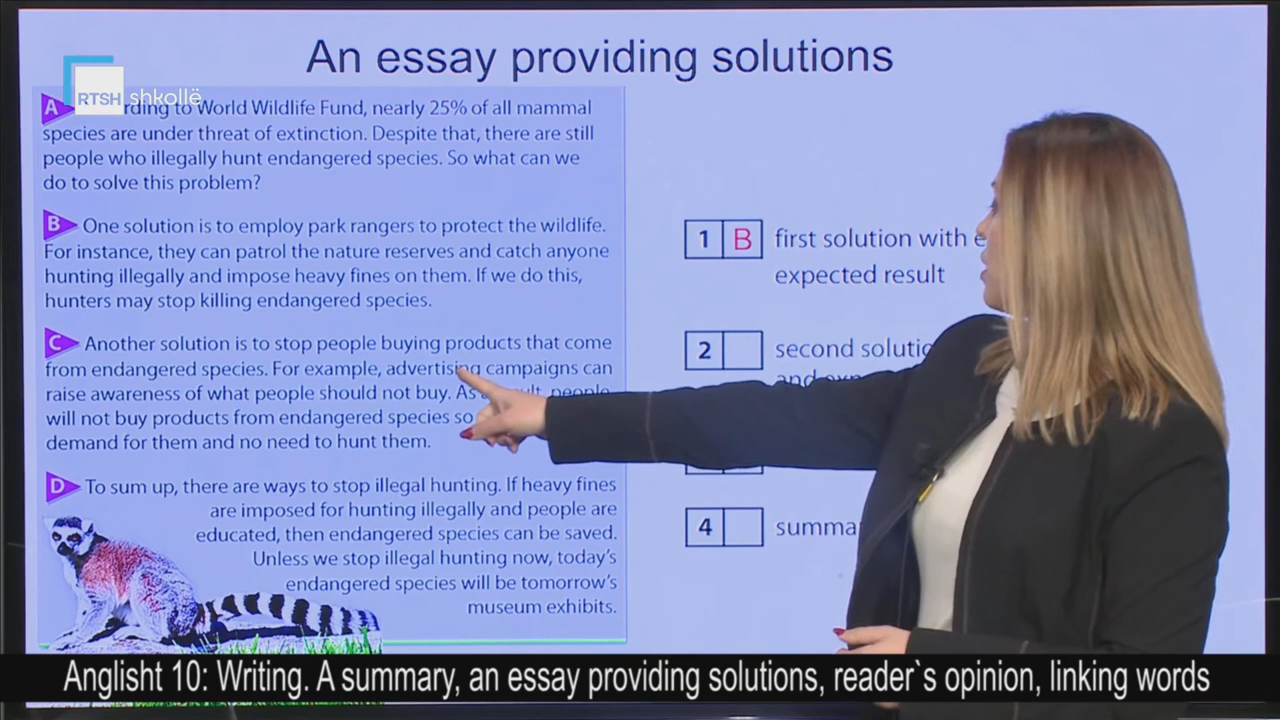 An essay providing solutions
RTSH shkollë
A to World Wildlife Fund, nearly 25% of all mammal
species are under threat of extinction. Despite that, there are still
people who illegally hunt endangered species. So what can we
do to solve this problem?
B One solution is to employ park rangers to protect the wildlife.
For instance, they can patrol the nature reserves and catch anyone
hunting illegally and impose heavy fines on them. If we do this,
hunters may stop killing endangered species.
C Another solution is to stop people buying products that come
from endangered species. For example, advertising campaigns can
raise awareness of what people should not buy. As people
will not buy products from endangered species so
demand for them and no need to hunt them.
D To sum up, there are ways to stop illegal hunting. If heavy fines
are imposed for hunting illegally and people are
educated, then endangered species can be saved.
Unless we stop illegal hunting now, today's
endangered species will be tomorrow's
museum exhibits.
1 B first solution with
expected result
2 second
and
4
Anglisht 10: Writing. A summary, an essay providing solutions, reader`s opinion, linking words